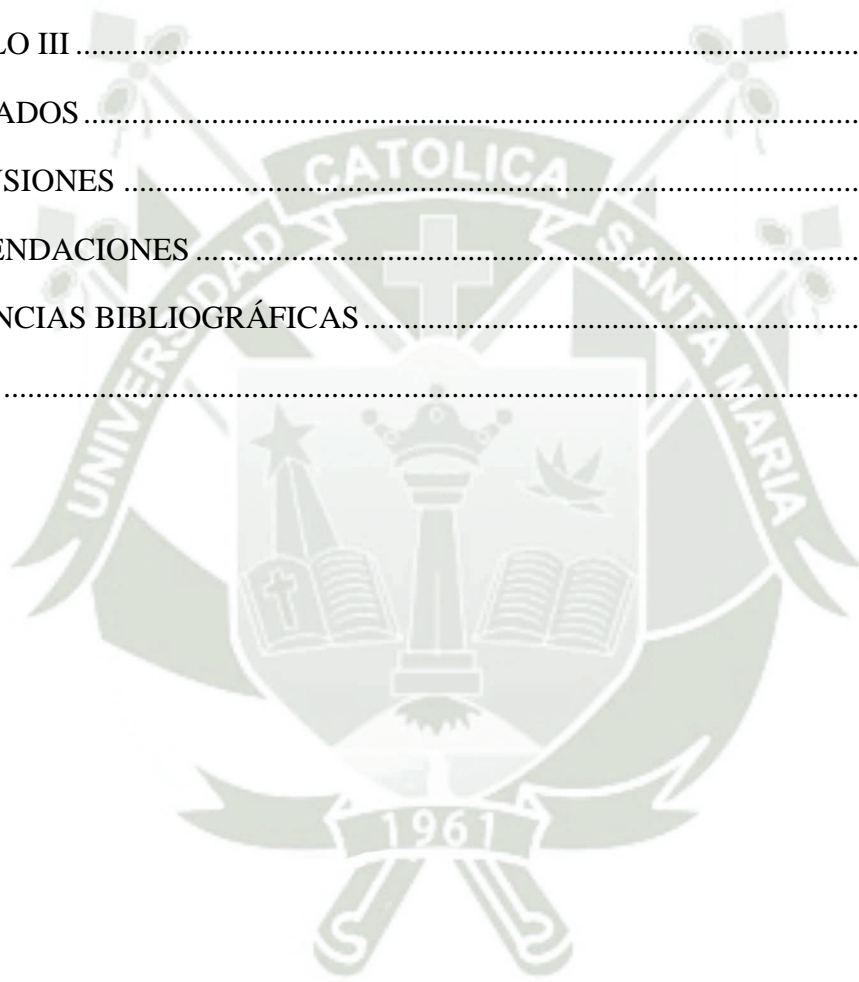 LO III ........................................................................................................
ADOS ........................................................................................................
USIONES ........................................................................................................
ENDACIONES ........................................................................................................
NCIAS BIBLIOGRÁFICAS ........................................................................................................
........................................................................................................
UNIVERSIDAD CATOLICA SANTA MARIA
1961